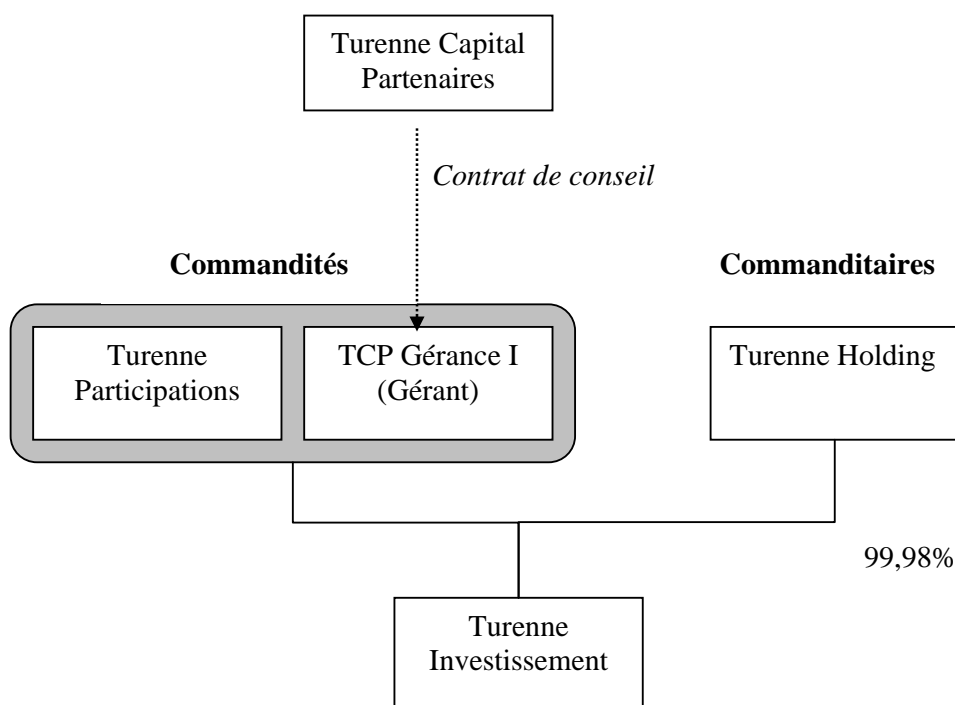 Turenne Capital
Partenaires
Contrat de conseil
Commandités
Commanditaires
Turenne
Participations
TCP Gérance I
(Gérant)
Turenne Holding
99,98%
Turenne
Investissement